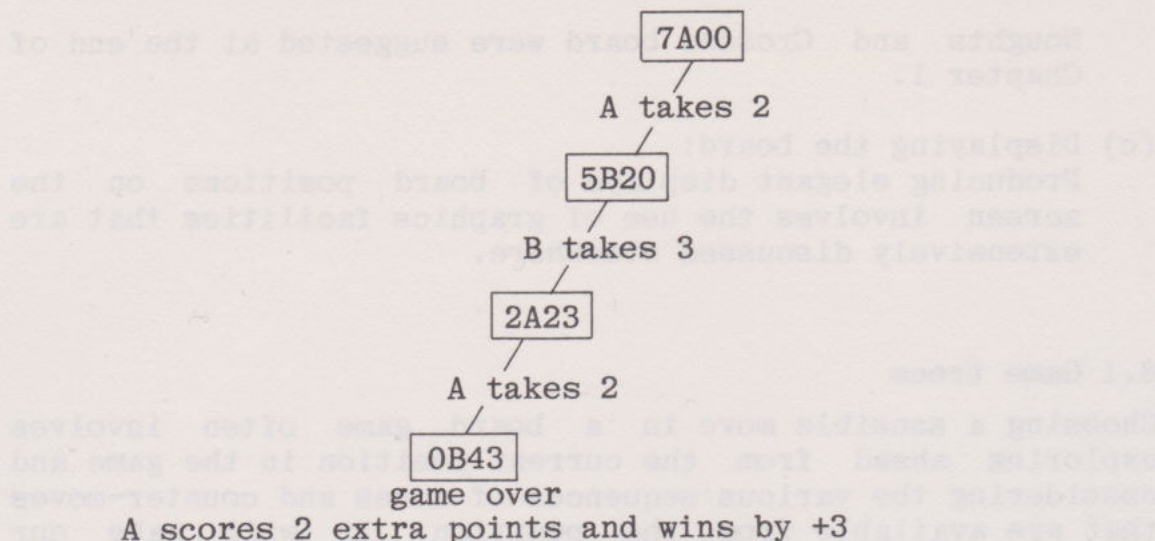 7A00
A takes 2
5B20
B takes 3
2A23
A takes 2
0B43
game over
A scores 2 extra points and wins by +3